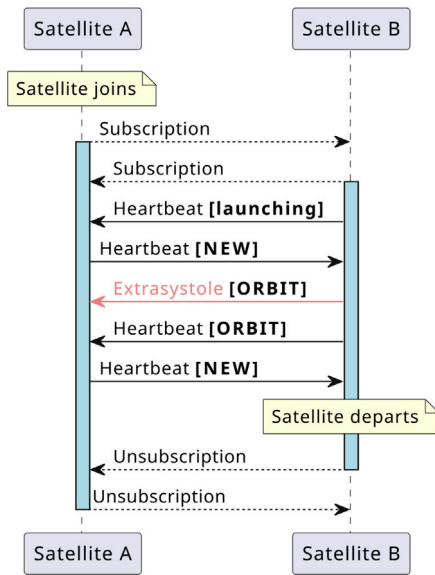 Satellite A
Satellite B
Satellite joins
Subscription
Subscription
Heartbeat [launching]
Heartbeat [NEW]
Extrasystole [ORBIT]
Heartbeat [ORBIT]
Heartbeat [NEW]
Satellite departs
Unsubscription
Unsubscription
Satellite A
Satellite B